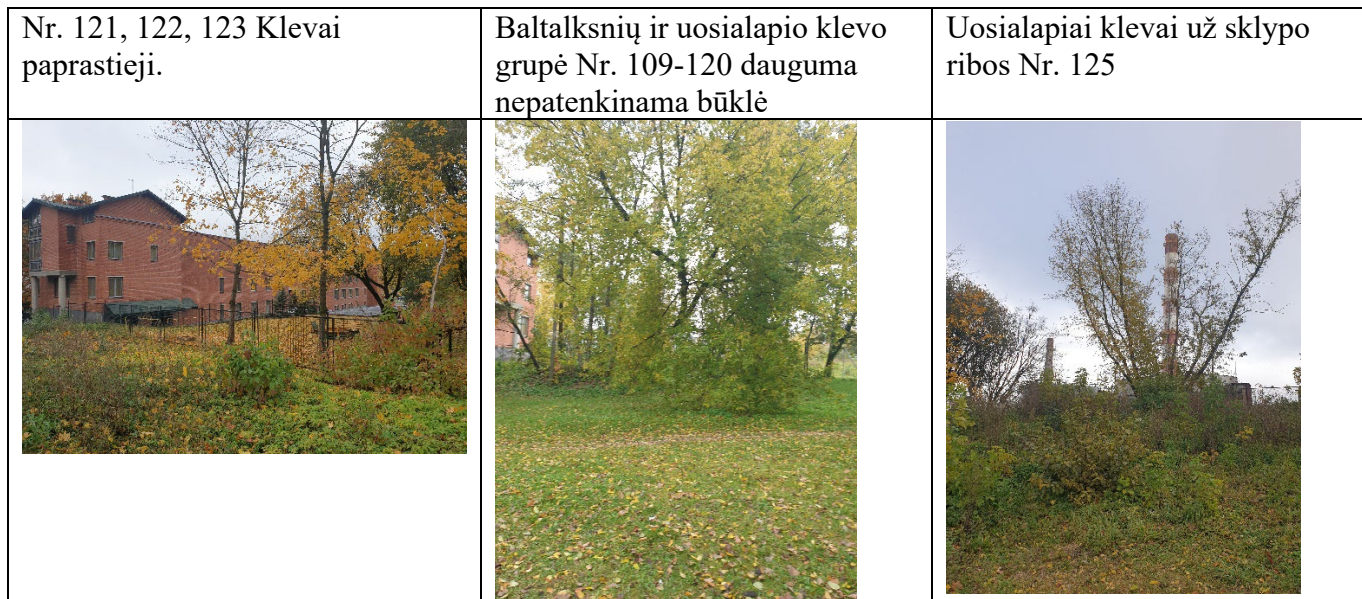 Nr. 121, 122, 123 Klevai
paprastieji.
Baltalksnių ir uosialapio klevo
grupė Nr. 109-120 dauguma
nepatenkinama būklė
Uosialapiai klevai už sklypo
ribos Nr. 125